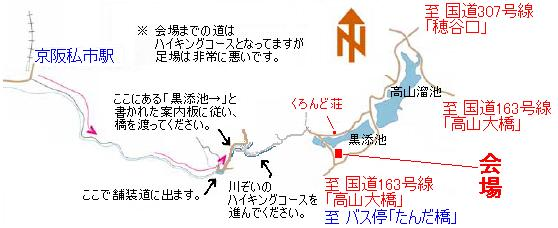 ※ 会場までの道は
ハイキングコースとなってますが
足場は非常に悪いです。
京阪私市駅
ここにある「黒添池→」と
書かれた案内板に従い、
橋を渡ってください。
ここで舗装道に出ます。
川ぞいの
ハイキングコースを
進んでください。
N
至 国道307号線
「穂谷口」
高山溜池
至 国道163号線
「高山大橋」
くろんど荘
黒添池
会場
至 国道163号線
「高山大橋」
至 バス停「たんだ橋」